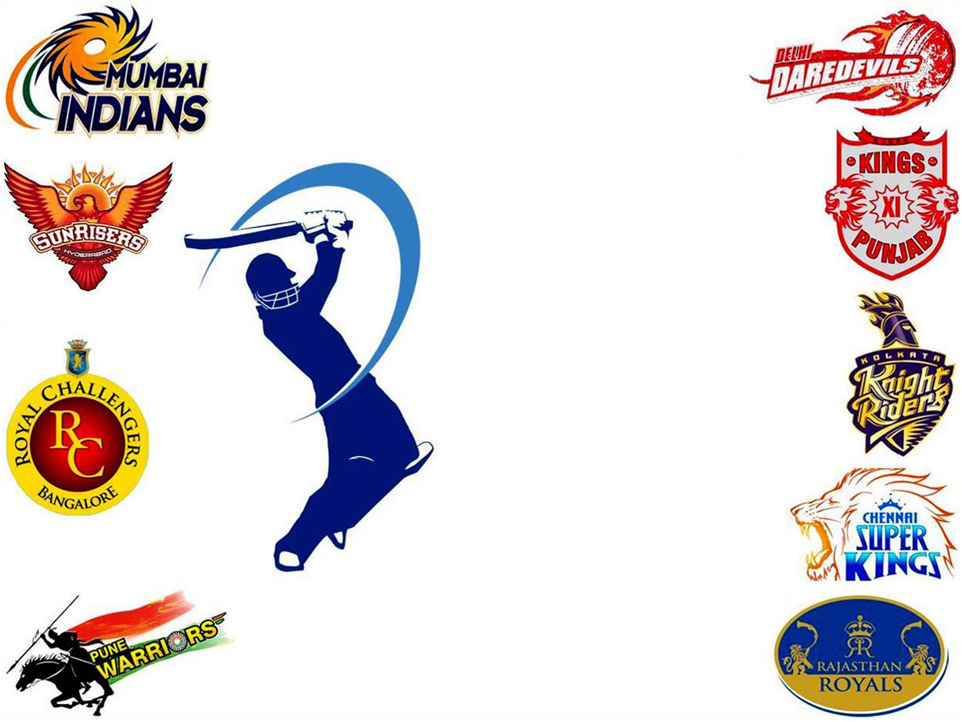 MUMBAI
INDIANS
SUNRISERS
HYDERABAD
ROYAL CHALLENGERS
RC
BANGALORE
PUNE
WARRIORS
DELHI
DAREDEVILS
KINGS
XI
PUNJAB
KOLKATA
Knight
Riders
CHENNAI
SUPER
KINGS
RR
RAJASTHAN
ROYALS